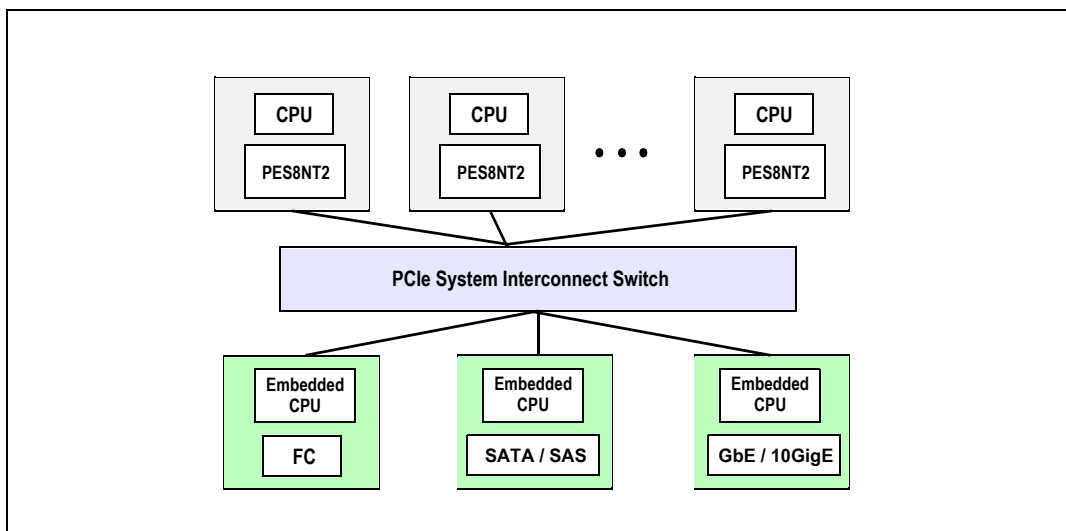 CPU
PES8NT2
CPU
PES8NT2
• • •
CPU
PES8NT2
PCIe System Interconnect Switch
Embedded
CPU
FC
Embedded
CPU
SATA / SAS
Embedded
CPU
GbE / 10GigE